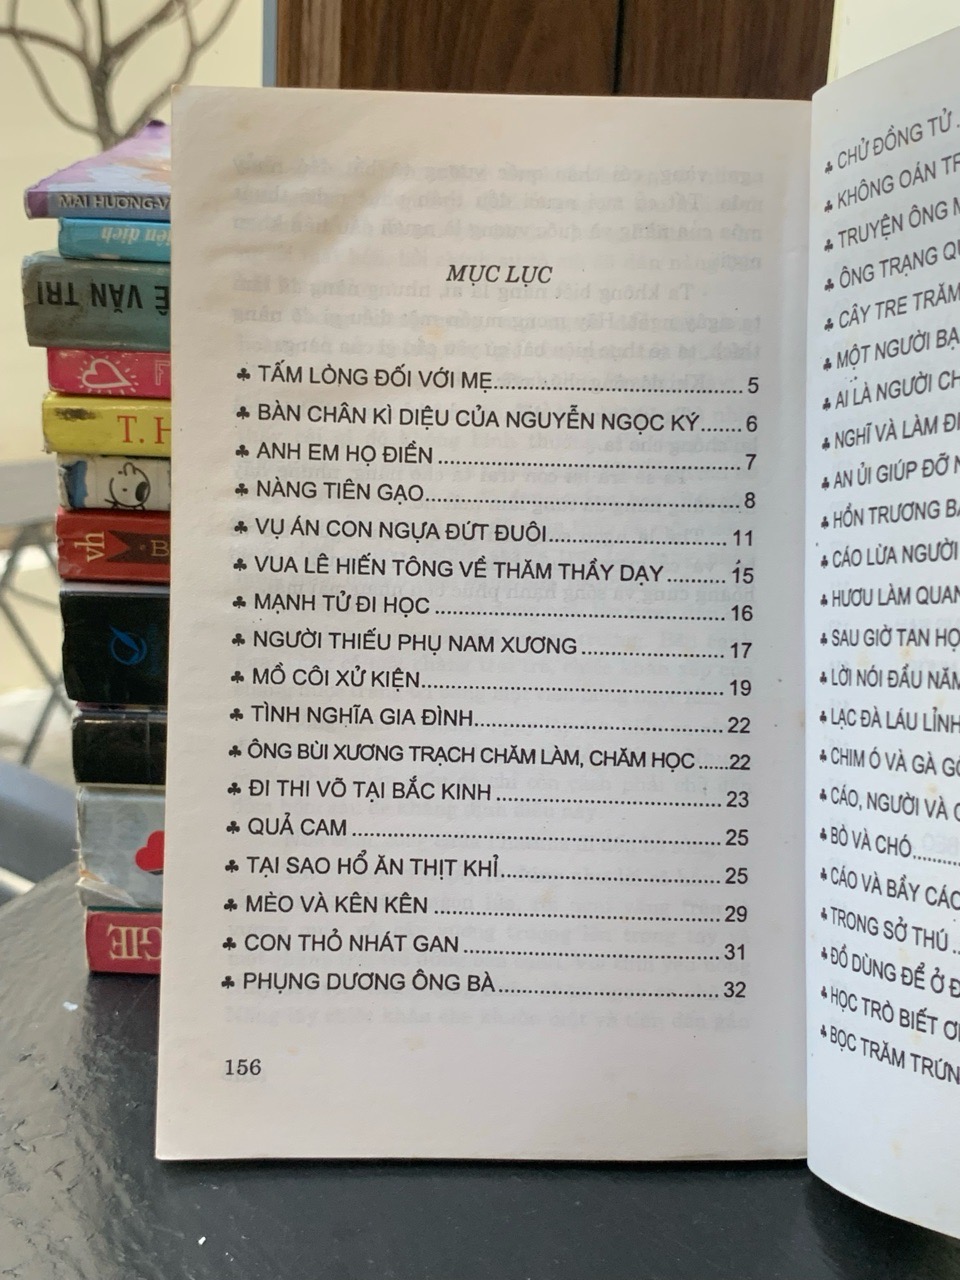 MỤC LỤC
♣ TẤM LÒNG ĐỐI VỚI MẸ.................................... 5
♣ BÀN CHÂN KÌ DIỆU CỦA NGUYỄN NGỌC KÝ...... 6
♣ ANH EM HỌ ĐIỀN ............................................ 7
♣ NÀNG TIÊN GẠO............................................. 8
♣ VỤ ÁN CON NGỰA ĐỨT ĐUÔI.......................... 11
♣ VUA LÊ HIẾN TÔNG VỀ THĂM THẦY DẠY......... 15
♣ MẠNH TỬ ĐI HỌC .......................................... 16
♣ NGƯỜI THIẾU PHỤ NAM XƯƠNG ..................... 17
♣ MỒ CÔI XỬ KIỆN............................................ 19
♣ TÌNH NGHĨA GIA ĐÌNH.................................... 22
♣ ÔNG BÙI XƯƠNG TRẠCH CHĂM LÀM, CHĂM HỌC ......22
♣ ĐI THI VÕ TẠI BẮC KINH ................................. 23
♣ QUẢ CAM ..................................................... 25
♣ TẠI SAO HỔ ĂN THỊT KHỈ................................ 25
♣ MÈO VÀ KÊN KÊN .......................................... 29
♣ CON THỎ NHÁT GAN ..................................... 31
♣ PHỤNG DƯƠNG ÔNG BÀ................................ 32
156
♣ CHỬ ĐỒNG TỬ
♣ KHÔNG OÁN
♣ TRUYỆN ÔNG
♣ ÔNG TRẠNG
♣ CÂY TRE TRĂM
♣ MỘT NGƯỜI
♣ AI LÀ NGƯỜI
♣ NGHĨ VÀ LÀM
♣ AN ỦI GIÚP ĐỠ
♣ HỒN TRƯƠNG
♣ CÁO LỪA NGƯỜI
♣ HƯƠU LÀM QUAN
♣ SAU GIỜ TAN
♣ LỜI NÓI ĐẦU NĂM
♣ LẠC ĐÀ LÁU LỈNH
♣ CHIM Ó VÀ GÀ
♣ CÁO, NGƯỜI VÀ
♣ BÒ VÀ CHÓ........
♣ CÁO VÀ BẦY CÁC
♣ TRONG SỞ THÚ ..
♣ ĐỒ DÙNG ĐỂ Ở
♣ HỌC TRÒ BIẾT
♣ BỌC TRĂM TRỨN
MAI HƯƠNG
VĂN TRI
T. H
vh
B
GIE